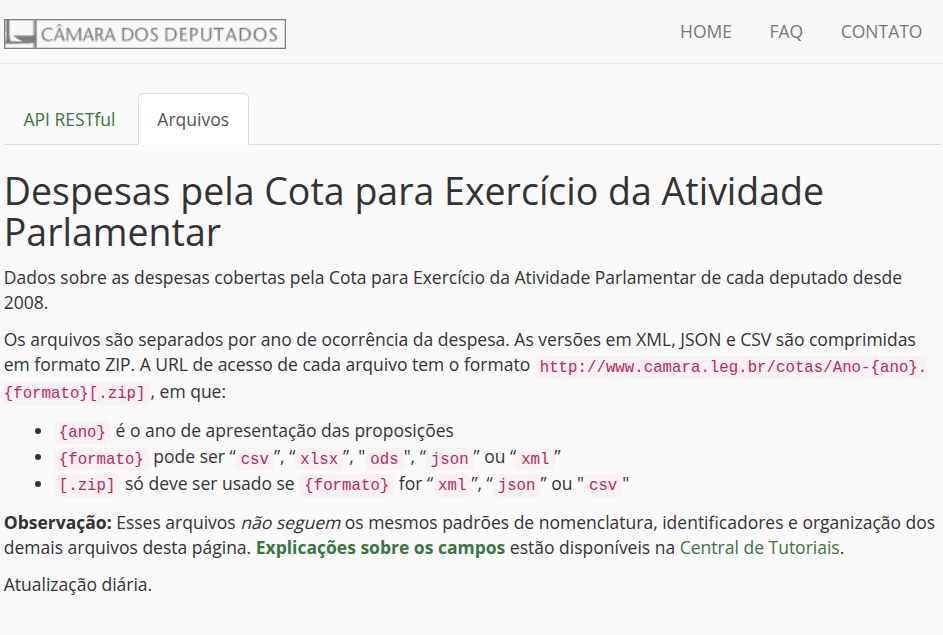 CÂMARA DOS DEPUTADOS
HOME FAQ CONTATO
API RESTful Arquivos
Despesas pela Cota para Exercício da Atividade
Parlamentar
Dados sobre as despesas cobertas pela Cota para Exercício da Atividade Parlamentar de cada deputado desde
2008.
Os arquivos são separados por ano de ocorrência da despesa. As versões em XML, JSON e CSV são comprimidas
em formato ZIP. A URL de acesso de cada arquivo tem o formato http://www.camara.leg.br/cotas/Ano-{ano}.
{formato}[.zip] , em que:
• {ano} é o ano de apresentação das proposições
• {formato} pode ser “ csv ”, “ xlsx ”, " ods ", “ json ” ou “ xml ”
• [.zip] só deve ser usado se {formato} for “ xml ”, “ json ” ou " csv "
Observação: Esses arquivos não seguem os mesmos padrões de nomenclatura, identificadores e organização dos
demais arquivos desta página. Explicações sobre os campos estão disponíveis na Central de Tutoriais.
Atualização diária.